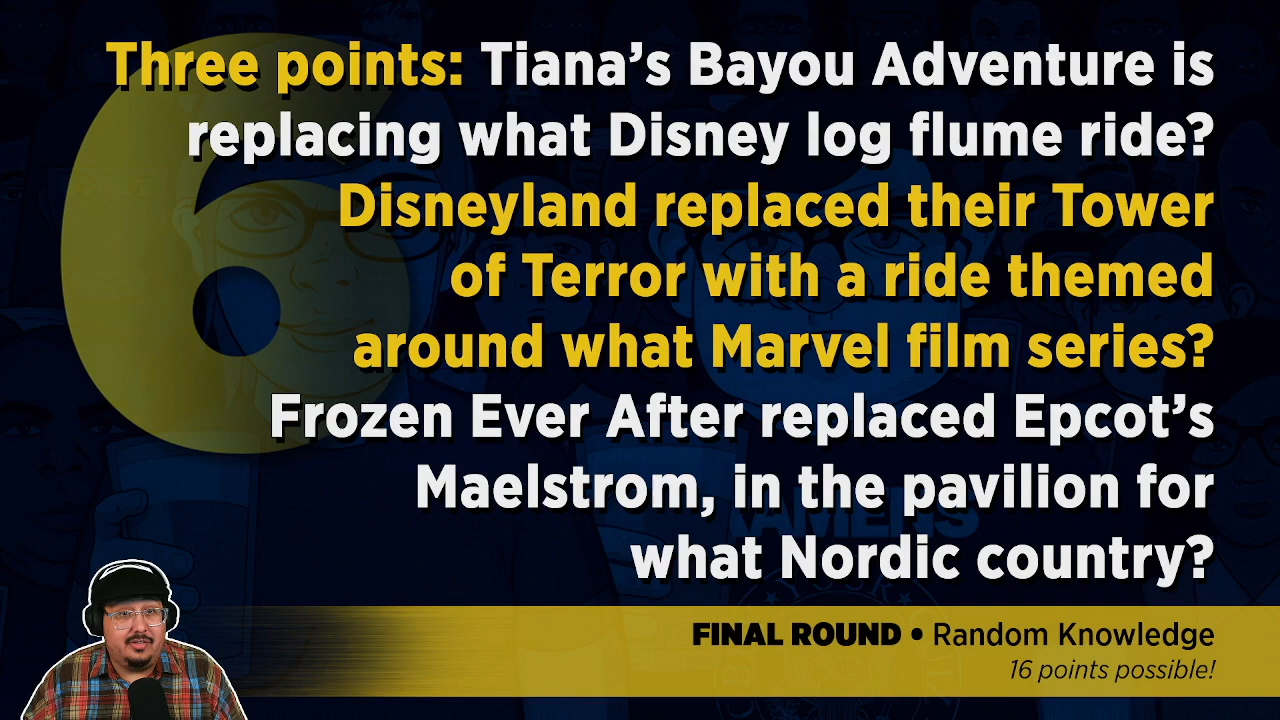 6
Three points: Tiana’s Bayou Adventure is
replacing what Disney log flume ride?
Disneyland replaced their Tower
of Terror with a ride themed
around what Marvel film series?
Frozen Ever After replaced Epcot’s
Maelstrom, in the pavilion for
what Nordic country?
FINAL ROUND • Random Knowledge
16 points possible!